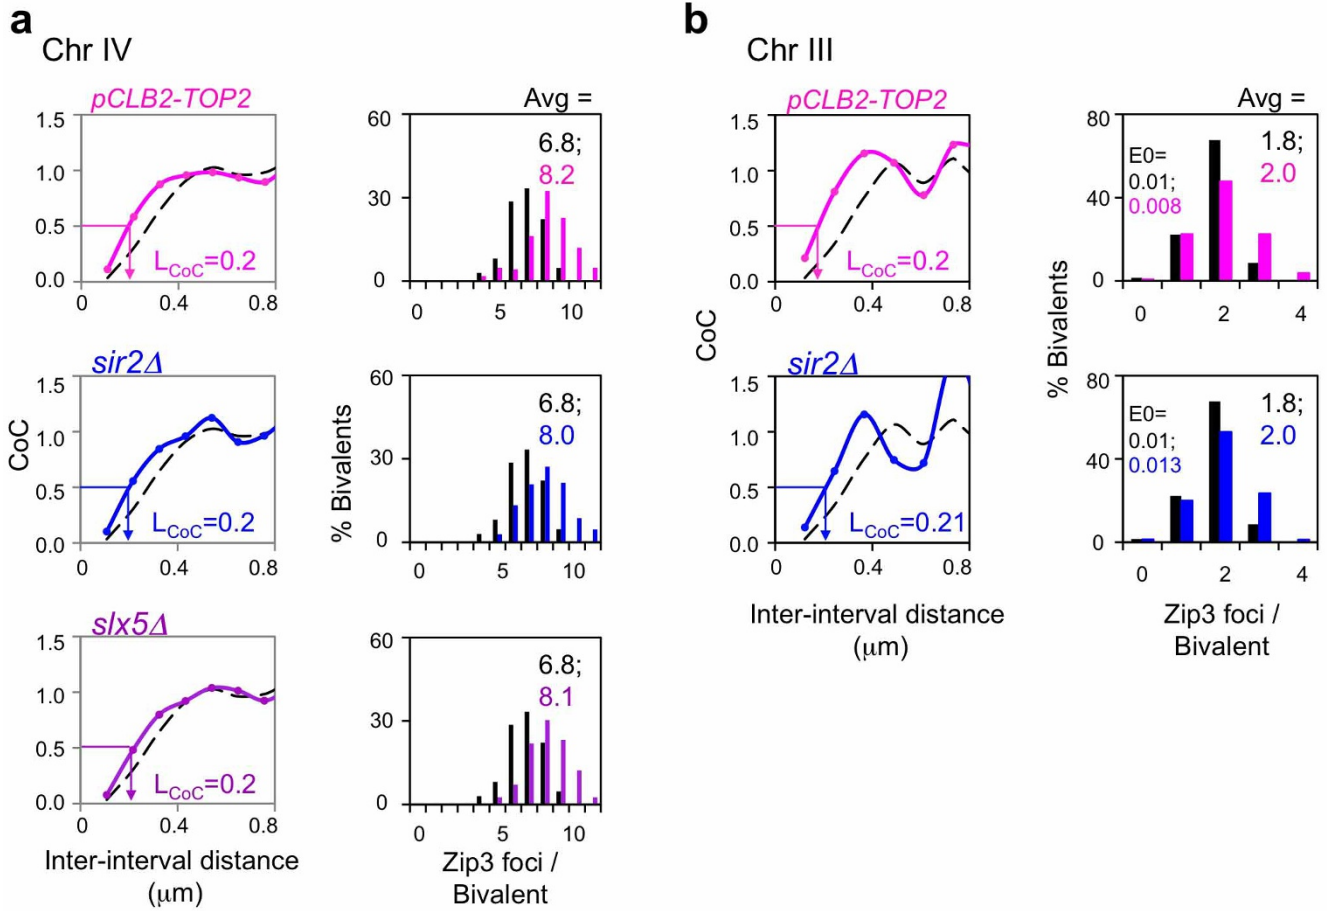 a
Chr IV
pCLB2-TOP2
1.5
1.0
0.5
0.0
0
0.4
0.8
L_CoC=0.2
Avg =
60
30
0
6.8;
8.2
0
5
10
sir2Δ
1.5
1.0
0.5
0.0
0
0.4
0.8
CoC
L_CoC=0.2
60
30
0
% Bivalents
6.8;
8.0
0
5
10
slx5Δ
1.5
1.0
0.5
0.0
0
0.4
0.8
L_CoC=0.2
Inter-interval distance
(μm)
60
30
0
6.8;
8.1
0
5
10
Zip3 foci /
Bivalent
b
Chr III
pCLB2-TOP2
1.5
1.0
0.5
0.0
0
0.4
0.8
CoC
L_CoC=0.2
Avg =
80
40
0
% Bivalents
E0=
0.01;
0.008
1.8;
2.0
0
2
4
sir2Δ
1.5
1.0
0.5
0.0
0
0.4
0.8
L_CoC=0.21
Inter-interval distance
(μm)
80
40
0
E0=
0.01;
0.013
1.8;
2.0
0
2
4
Zip3 foci /
Bivalent